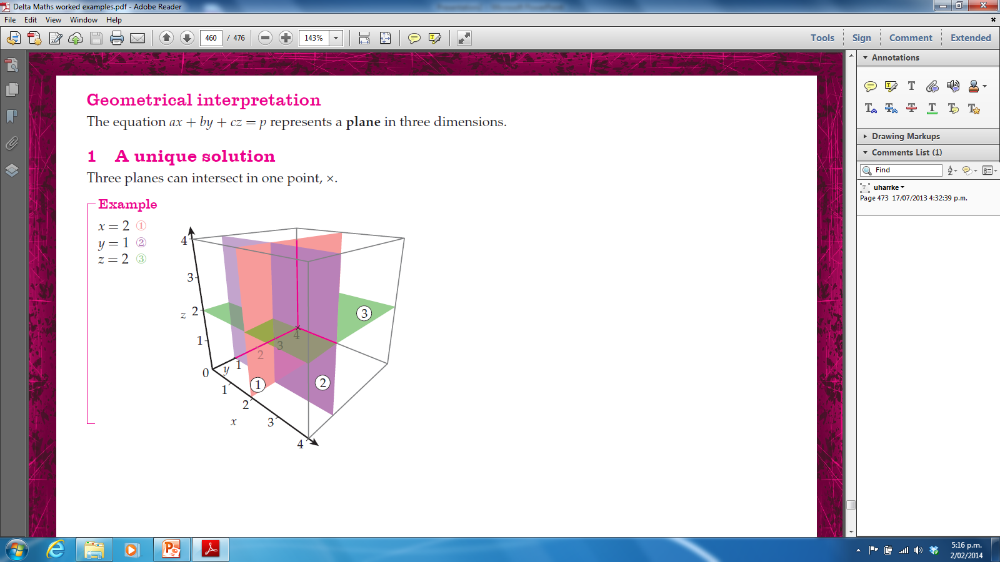 Delta Maths worked examples.pdf - Adobe Reader
File Edit View Window Help
460 / 476 143% Tools Sign Comment Extended
Annotations
Geometrical interpretation
The equation ax + by + cz = p represents a plane in three dimensions.
1 A unique solution
Three planes can intersect in one point, ×.
Example
x = 2 ①
y = 1 ②
z = 2 ③
4
3
z 2
1
0
y 1
2
3
4
1
2
3
4
x
①
②
③
Drawing Markups
Comments List (1)
Find
uharrke
Page 473 17/07/2013 4:32:39 p.m.
5:16 p.m.
2/02/2014